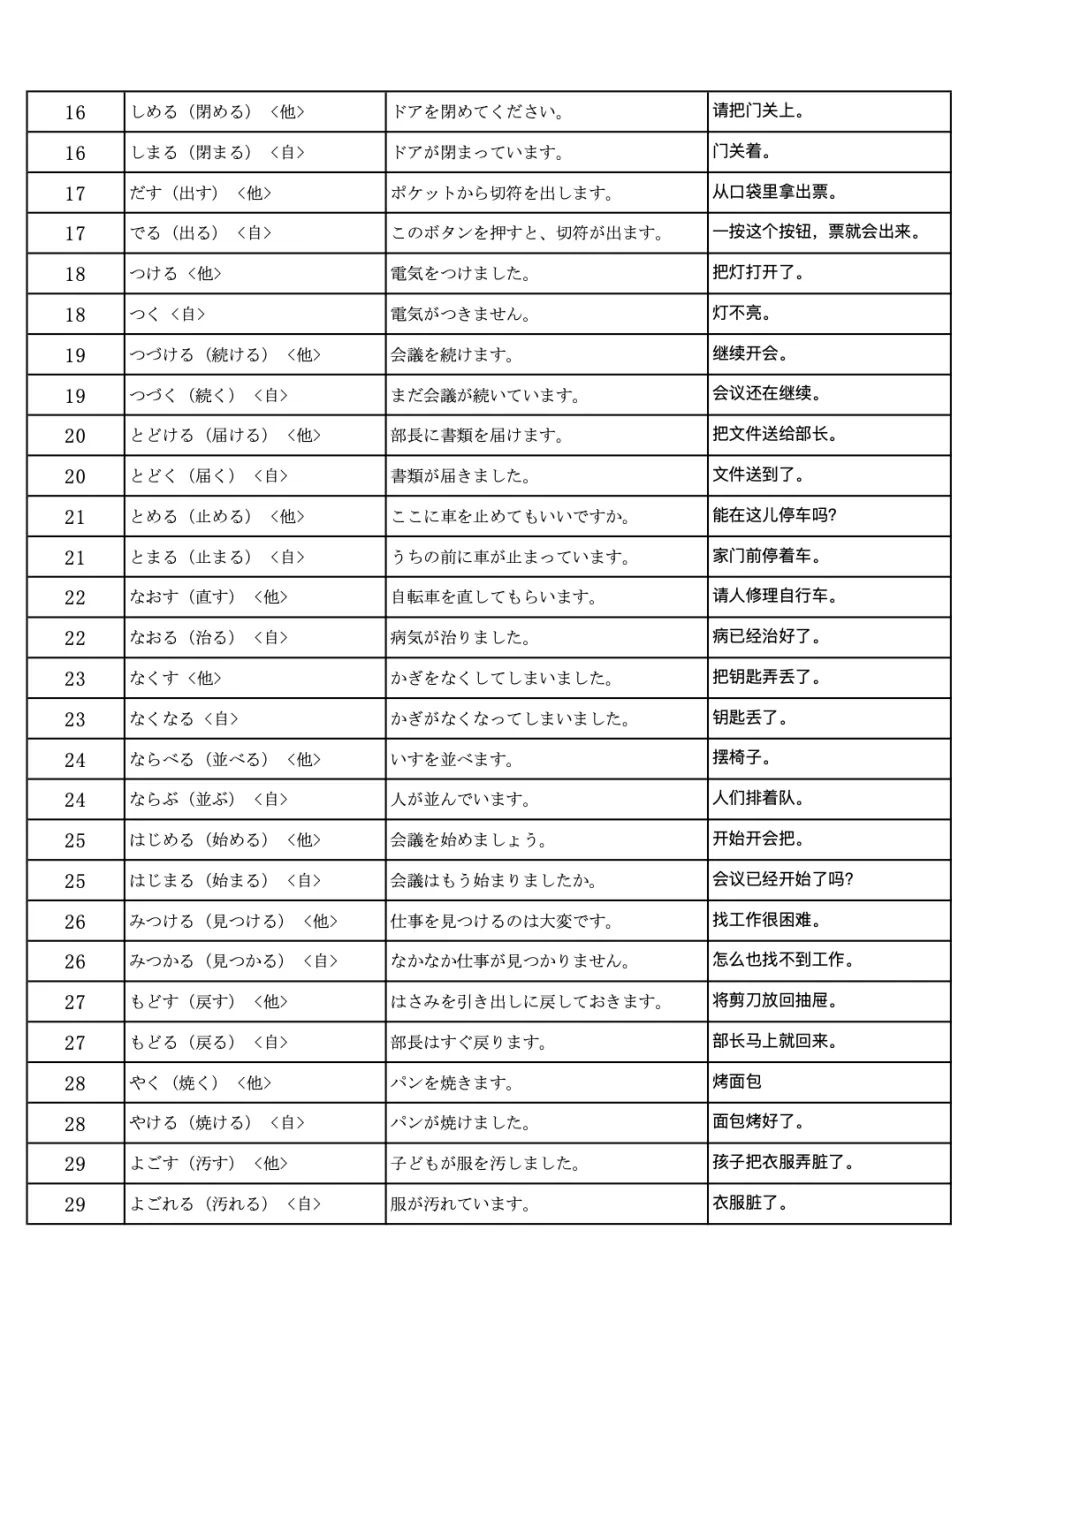 16 しめる（閉める）〈他〉 ドアを閉めてください。 请把门关上。
16 しまる（閉まる）〈自〉 ドアが閉まっています。 门关着。
17 だす（出す）〈他〉 ポケットから切符を出します。 从口袋里拿出票。
17 でる（出る）〈自〉 このボタンを押すと、切符が出ます。 一按这个按钮，票就会出来。
18 つける〈他〉 電気をつけました。 把灯打开了。
18 つく〈自〉 電気がつきません。 灯不亮。
19 つづける（続ける）〈他〉 会議を続けます。 继续开会。
19 つづく（続く）〈自〉 まだ会議が続いています。 会议还在继续。
20 とどける（届ける）〈他〉 部長に書類を届けます。 把文件送给部长。
20 とどく（届く）〈自〉 書類が届きました。 文件送到了。
21 とめる（止める）〈他〉 ここに車を止めてもいいですか。 能在这儿停车吗？
21 とまる（止まる）〈自〉 うちの前に車が止まっています。 家门前停着车。
22 なおす（直す）〈他〉 自転車を直してもらいます。 请人修理自行车。
22 なおる（治る）〈自〉 病気が治りました。 病已经治好了。
23 なくす〈他〉 かぎをなくしてしまいました。 把钥匙弄丢了。
23 なくなる〈自〉 かぎがなくなってしまいました。 钥匙丢了。
24 ならべる（並べる）〈他〉 いすを並べます。 摆椅子。
24 ならぶ（並ぶ）〈自〉 人が並んでいます。 人们排着队。
25 はじめる（始める）〈他〉 会議を始めましょう。 开始开会把。
25 はじまる（始まる）〈自〉 会議はもう始まりましたか。 会议已经开始了吗？
26 みつける（見つける）〈他〉 仕事を見つけるのは大変です。 找工作很困难。
26 みつかる（見つかる）〈自〉 なかなか仕事が見つかりません。 怎么也找不到工作。
27 もどす（戻す）〈他〉 はさみを引き出しに戻しておきます。 将剪刀放回抽屉。
27 もどる（戻る）〈自〉 部長はすぐ戻ります。 部长马上就回来。
28 やく（焼く）〈他〉 パンを焼きます。 烤面包
28 やける（焼ける）〈自〉 パンが焼けました。 面包烤好了。
29 よごす（汚す）〈他〉 子どもが服を汚しました。 孩子把衣服弄脏了。
29 よごれる（汚れる）〈自〉 服が汚れています。 衣服脏了。